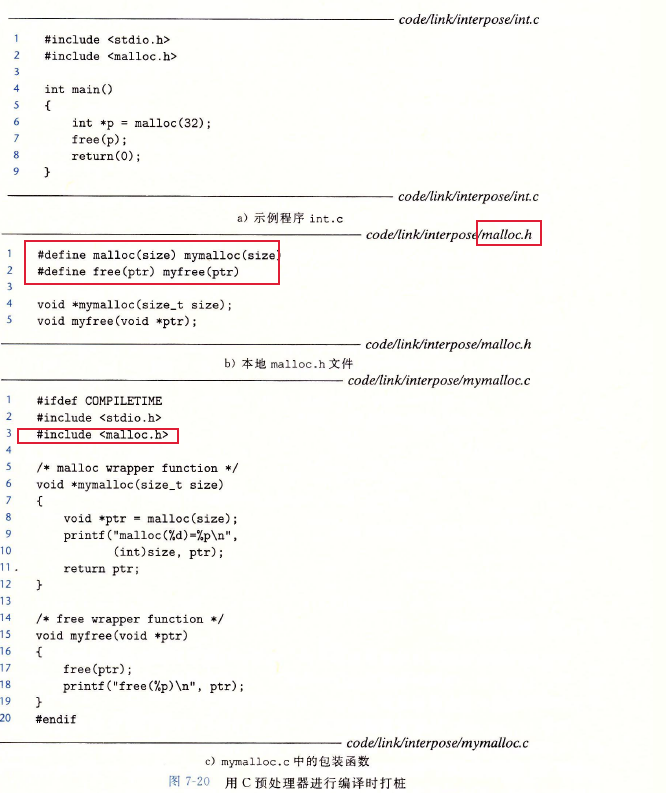 code/link/interpose/int.c
1 #include <stdio.h>
2 #include <malloc.h>
3
4 int main()
5 {
6 int *p = malloc(32);
7 free(p);
8 return(0);
9 }
code/link/interpose/int.c
a) 示例程序 int.c
code/link/interpose/malloc.h
1 #define malloc(size) mymalloc(size)
2 #define free(ptr) myfree(ptr)
3
4 void *mymalloc(size_t size);
5 void myfree(void *ptr);
code/link/interpose/malloc.h
b) 本地 malloc.h 文件
code/link/interpose/mymalloc.c
1 #ifdef COMPILETIME
2 #include <stdio.h>
3 #include <malloc.h>
4
5 /* malloc wrapper function */
6 void *mymalloc(size_t size)
7 {
8 void *ptr = malloc(size);
9 printf("malloc(%d)=%p\n",
10 (int)size, ptr);
11 return ptr;
12 }
13
14 /* free wrapper function */
15 void myfree(void *ptr)
16 {
17 free(ptr);
18 printf("free(%p)\n", ptr);
19 }
20 #endif
code/link/interpose/mymalloc.c
c) mymalloc.c 中的包装函数
图 7-20 用 C 预处理器进行编译时打桩